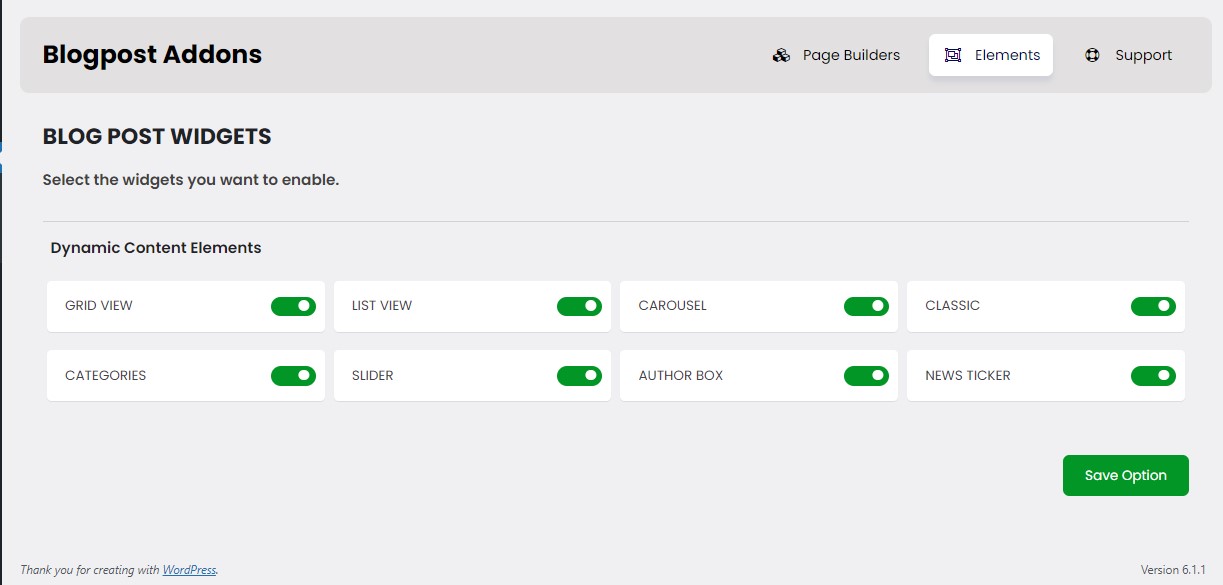 Blogpost Addons
Page Builders
Elements
Support
BLOG POST WIDGETS
Select the widgets you want to enable.
Dynamic Content Elements
GRID VIEW
LIST VIEW
CAROUSEL
CLASSIC
CATEGORIES
SLIDER
AUTHOR BOX
NEWS TICKER
Save Option
Thank you for creating with WordPress.
Version 6.1.1